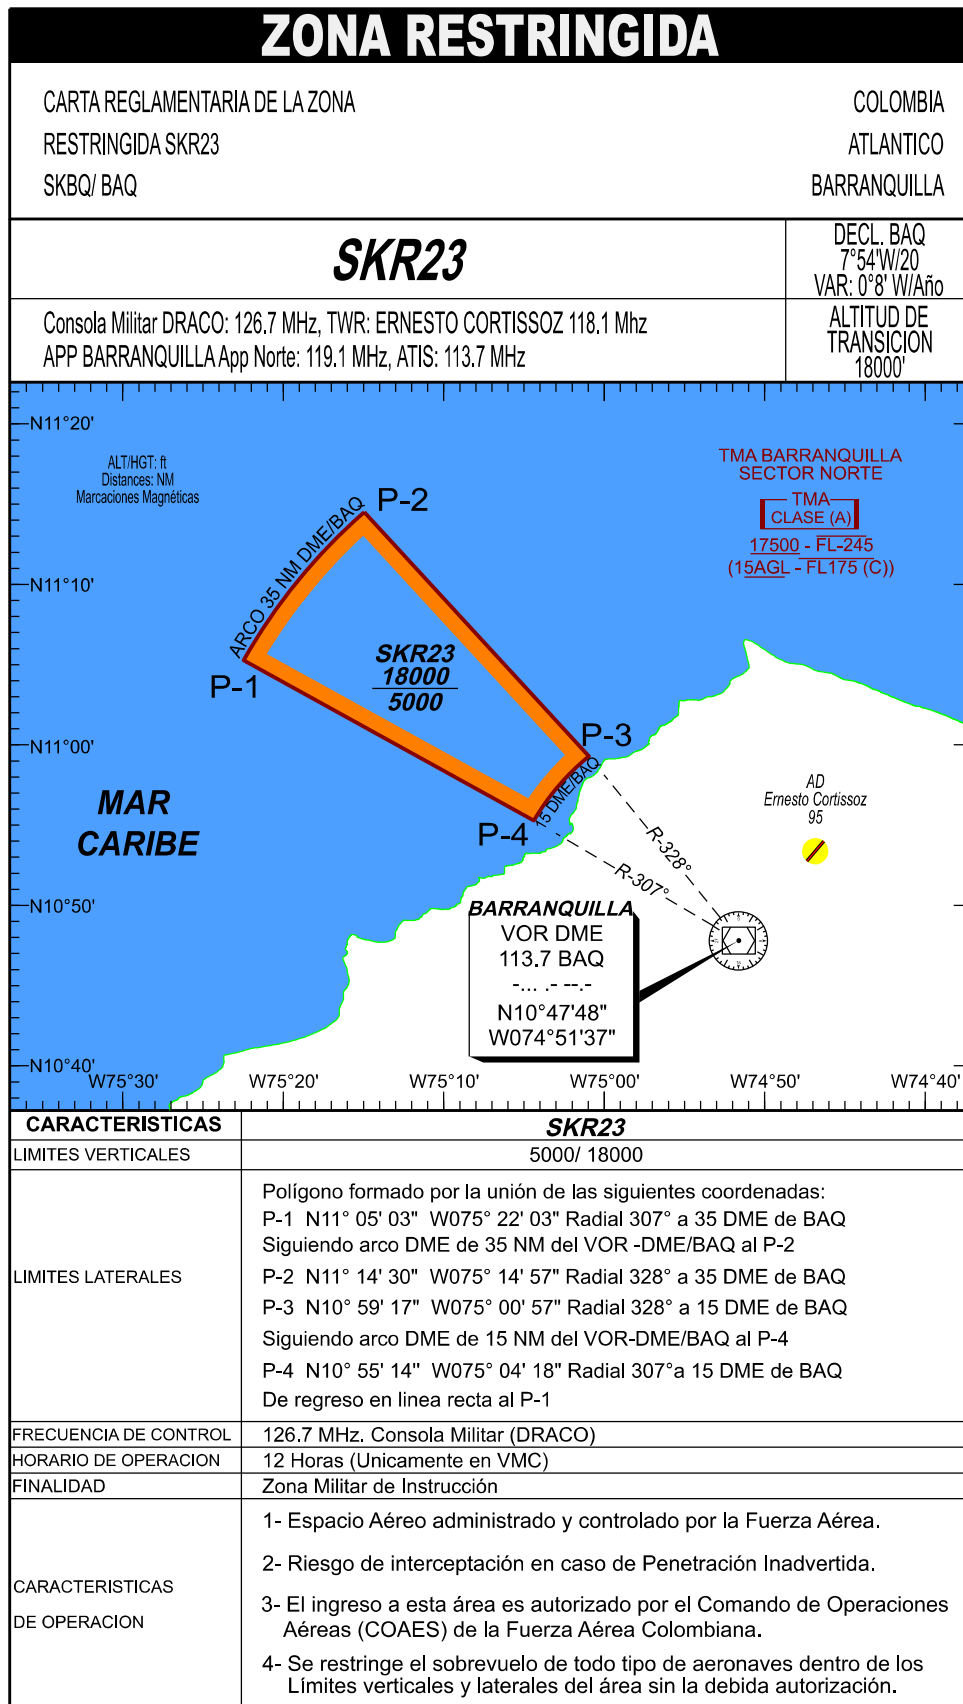 ZONA RESTRINGIDA
CARTA REGLAMENTARIA DE LA ZONA
RESTRINGIDA SKR23
SKBQ/ BAQ
COLOMBIA
ATLANTICO
BARRANQUILLA
SKR23
DECL. BAQ
7°54'W/20
VAR: 0°8' W/Año
Consola Militar DRACO: 126.7 MHz, TWR: ERNESTO CORTISSOZ 118.1 Mhz
APP BARRANQUILLA App Norte: 119.1 MHz, ATIS: 113.7 MHz
ALTITUD DE
TRANSICION
18000'
N11°20'
ALT/HGT: ft
Distances: NM
Marcaciones Magnéticas
TMA BARRANQUILLA
SECTOR NORTE
TMA
CLASE (A)
17500 - FL-245
(15AGL - FL175 (C))
P-2
ARCO 35 NM DME/BAQ
N11°10'
SKR23
18000
5000
P-1
P-3
N11°00'
15 DME/BAQ
MAR
CARIBE
P-4
AD
Ernesto Cortissoz
95
R-328°
R-307°
N10°50'
BARRANQUILLA
VOR DME
113.7 BAQ
-... .- --.-
N10°47'48"
W074°51'37"
N10°40'
W75°30'
W75°20'
W75°10'
W75°00'
W74°50'
W74°40'
CARACTERISTICAS
SKR23
LIMITES VERTICALES
5000/ 18000
LIMITES LATERALES
Polígono formado por la unión de las siguientes coordenadas:
P-1 N11° 05' 03" W075° 22' 03" Radial 307° a 35 DME de BAQ
Siguiendo arco DME de 35 NM del VOR -DME/BAQ al P-2
P-2 N11° 14' 30" W075° 14' 57" Radial 328° a 35 DME de BAQ
P-3 N10° 59' 17" W075° 00' 57" Radial 328° a 15 DME de BAQ
Siguiendo arco DME de 15 NM del VOR-DME/BAQ al P-4
P-4 N10° 55' 14" W075° 04' 18" Radial 307°a 15 DME de BAQ
De regreso en linea recta al P-1
FRECUENCIA DE CONTROL
126.7 MHz. Consola Militar (DRACO)
HORARIO DE OPERACION
12 Horas (Unicamente en VMC)
FINALIDAD
Zona Militar de Instrucción
CARACTERISTICAS
DE OPERACION
1- Espacio Aéreo administrado y controlado por la Fuerza Aérea.
2- Riesgo de interceptación en caso de Penetración Inadvertida.
3- El ingreso a esta área es autorizado por el Comando de Operaciones
Aéreas (COAES) de la Fuerza Aérea Colombiana.
4- Se restringe el sobrevuelo de todo tipo de aeronaves dentro de los
Límites verticales y laterales del área sin la debida autorización.